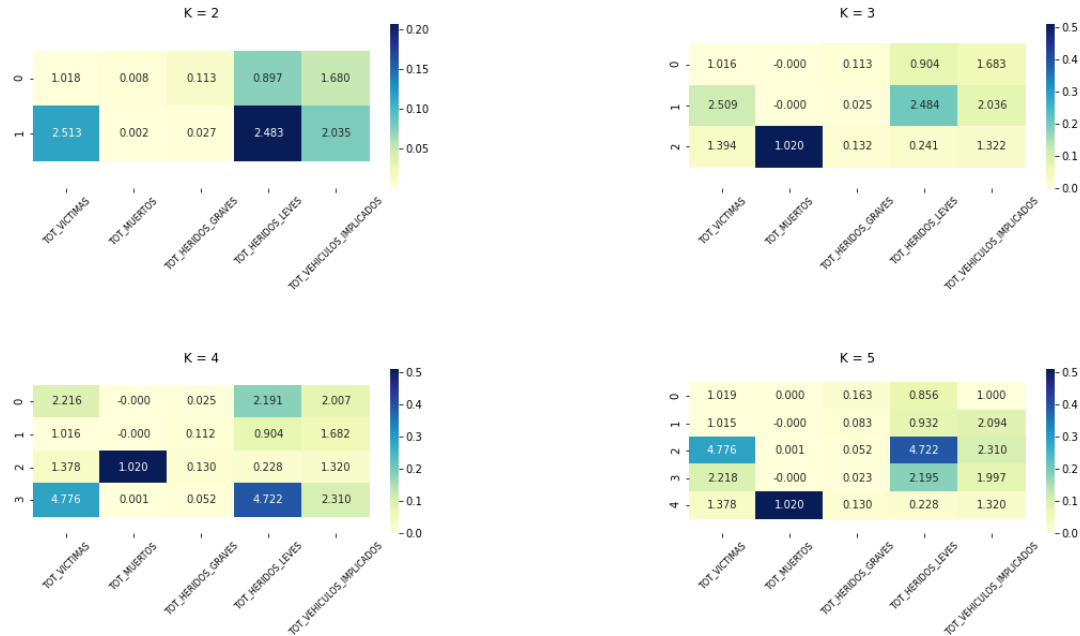 K = 2
0 1.018 0.008 0.113 0.897 1.680
1 2.513 0.002 0.027 2.483 2.035
TOT_VICTIMAS TOT_MUERTOS TOT_HERIDOS_GRAVES TOT_HERIDOS_LEVES TOT_VEHICULOS_IMPLICADOS
0.20
0.15
0.10
0.05
K = 3
0 1.016 -0.000 0.113 0.904 1.683
1 2.509 -0.000 0.025 2.484 2.036
2 1.394 1.020 0.132 0.241 1.322
TOT_VICTIMAS TOT_MUERTOS TOT_HERIDOS_GRAVES TOT_HERIDOS_LEVES TOT_VEHICULOS_IMPLICADOS
0.5
0.4
0.3
0.2
0.1
0.0
K = 4
0 2.216 -0.000 0.025 2.191 2.007
1 1.016 -0.000 0.112 0.904 1.682
2 1.378 1.020 0.130 0.228 1.320
3 4.776 0.001 0.052 4.722 2.310
TOT_VICTIMAS TOT_MUERTOS TOT_HERIDOS_GRAVES TOT_HERIDOS_LEVES TOT_VEHICULOS_IMPLICADOS
0.5
0.4
0.3
0.2
0.1
0.0
K = 5
0 1.019 0.000 0.163 0.856 1.000
1 1.015 -0.000 0.083 0.932 2.094
2 4.776 0.001 0.052 4.722 2.310
3 2.218 -0.000 0.023 2.195 1.997
4 1.378 1.020 0.130 0.228 1.320
TOT_VICTIMAS TOT_MUERTOS TOT_HERIDOS_GRAVES TOT_HERIDOS_LEVES TOT_VEHICULOS_IMPLICADOS
0.5
0.4
0.3
0.2
0.1
0.0